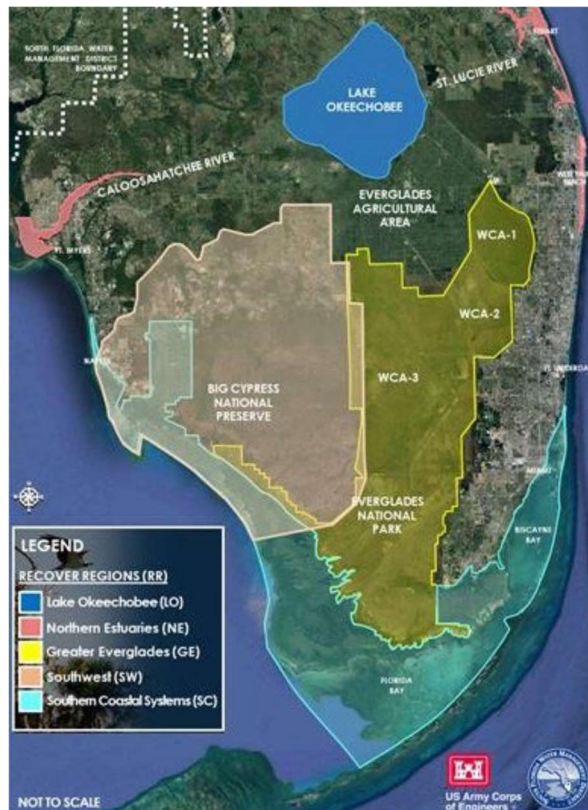 SOUTH FLORIDA WATER
MANAGEMENT DISTRICT
BOUNDARY
STUART
ST. LUCIE RIVER
LAKE
OKEECHOBEE
CALOOSAHATCHEE RIVER
FT. MYERS
WEST PALM
BEACH
EVERGLADES
AGRICULTURAL
AREA
WCA-1
WCA-2
WCA-3
NAPLES
FT LAUDERDA
BIG CYPRESS
NATIONAL
PRESERVE
MIAMI
EVERGLADES
NATIONAL
PARK
BISCAYNE
BAY
FLORIDA
BAY
LEGEND
RECOVER REGIONS (RR)
Lake Okeechobee (LO)
Northern Estuaries (NE)
Greater Everglades (GE)
Southwest (SW)
Southern Coastal Systems (SC)
NOT TO SCALE
US Army Corps
of Engineers